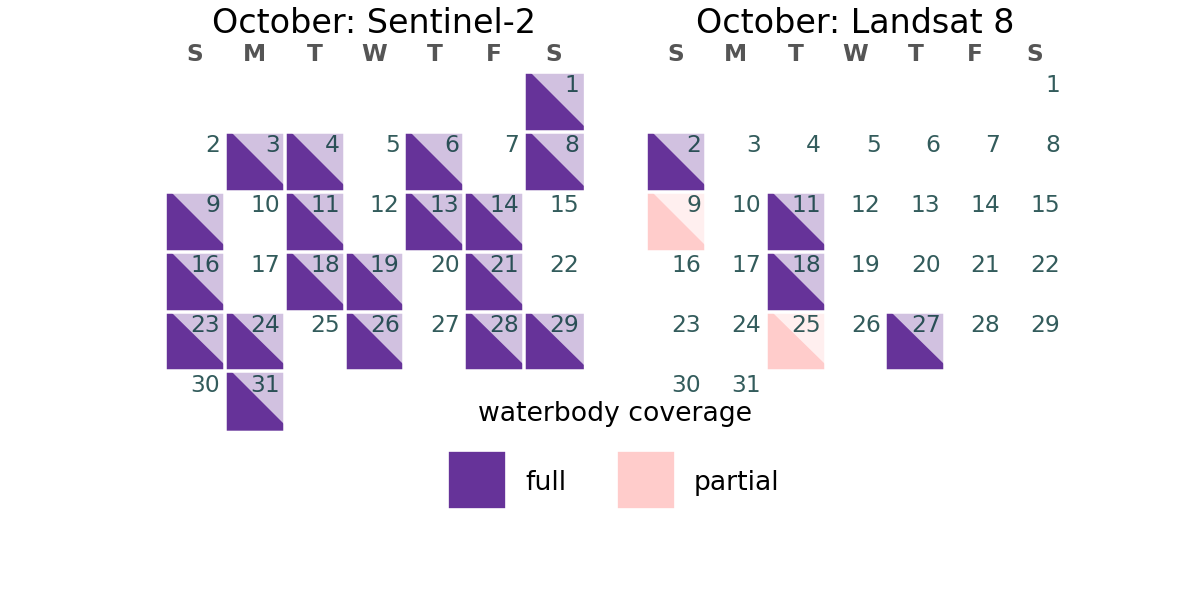 October: Sentinel-2
S M T W T F S
1
2 3 4 5 6 7 8
9 10 11 12 13 14 15
16 17 18 19 20 21 22
23 24 25 26 27 28 29
30 31
October: Landsat 8
S M T W T F S
1
2 3 4 5 6 7 8
9 10 11 12 13 14 15
16 17 18 19 20 21 22
23 24 25 26 27 28 29
30 31
waterbody coverage
full partial